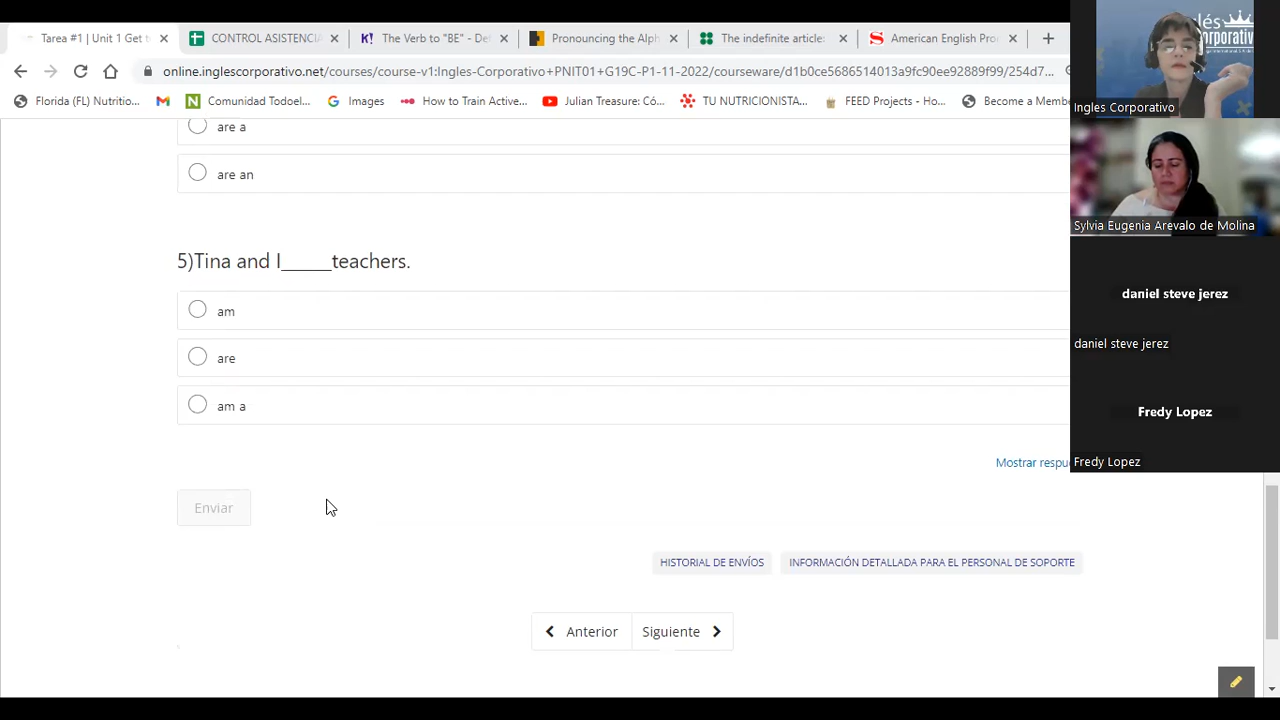 Tarea #1 | Unit 1 Get t
CONTROL ASISTENCIA
K! The Verb to "BE" - De
Pronouncing the Alph
The indefinite article
S American English Pro
online.inglescorporativo.net/course/course-v1:Ingles-Corporativo+PNIT01+G19C-P1-11-2022/courseware/d1b0ce5686514013a9fc90ee92889f99/254d7...
Florida (FL) Nutritio...
N Comunidad Todoel...
Images
How to Train Active...
Julian Treasure: Có...
TU NUTRICIONISTA...
FEED Projects - Ho...
Become a Membe
are a
are an
5)Tina and I_____teachers.
am
are
am a
Mostrar respu
Enviar
HISTORIAL DE ENVÍOS
INFORMACIÓN DETALLADA PARA EL PERSONAL DE SOPORTE
Anterior
Siguiente
glés
orporativo
Ingles Corporativo
Sylvia Eugenia Arevalo de Molina
daniel steve jerez
daniel steve jerez
Fredy Lopez
Fredy Lopez